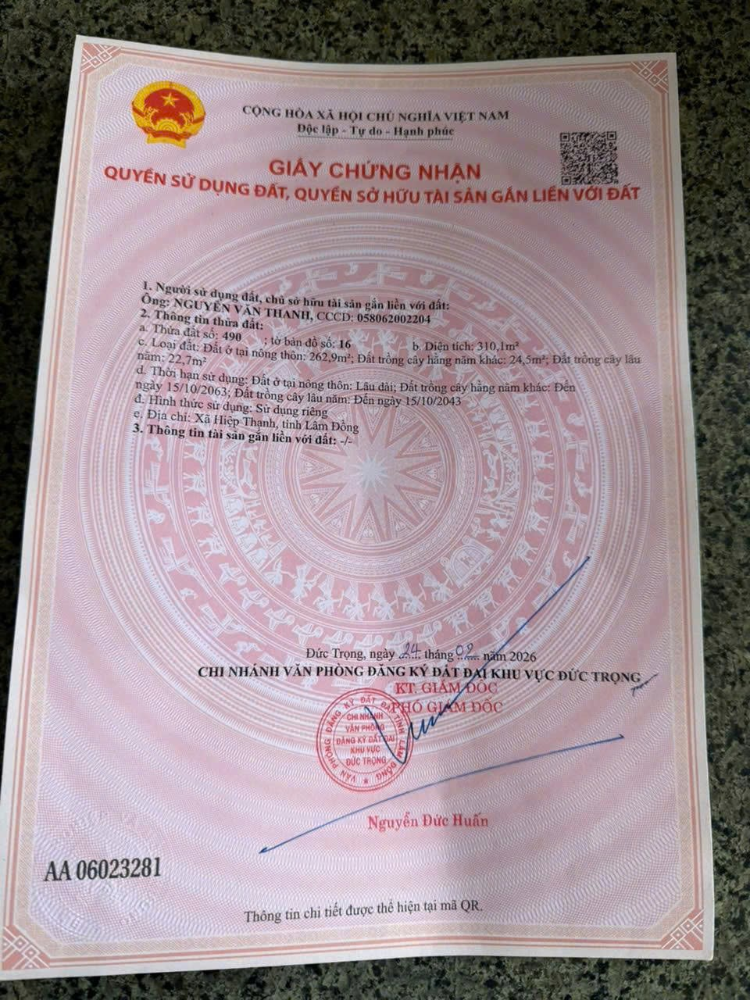 CỘNG HÒA XÃ HỘI CHỦ NGHĨA VIỆT NAM
Độc lập - Tự do - Hạnh phúc
GIẤY CHỨNG NHẬN
QUYỀN SỬ DỤNG ĐẤT, QUYỀN SỞ HỮU TÀI SẢN GẮN LIỀN VỚI ĐẤT
1. Người sử dụng đất, chủ sở hữu tài sản gắn liền với đất:
Ông: NGUYỄN VĂN THANH, CCCD: 058062002204
2. Thông tin thửa đất:
a. Thửa đất số: 490 ; tờ bản đồ số: 16 b. Diện tích: 310,1m²
c. Loại đất: Đất ở tại nông thôn: 262,9m²; Đất trồng cây hằng năm khác: 24,5m²; Đất trồng cây lâu
năm: 22,7m²
d. Thời hạn sử dụng: Đất ở tại nông thôn: Lâu dài; Đất trồng cây hằng năm khác: Đến
ngày 15/10/2063; Đất trồng cây lâu năm: Đến ngày 15/10/2043
đ. Hình thức sử dụng: Sử dụng riêng
e. Địa chỉ: Xã Hiệp Thạnh, tỉnh Lâm Đồng
3. Thông tin tài sản gắn liền với đất: -/-
Đức Trọng, ngày 24 tháng 02 năm 2026
CHI NHÁNH VĂN PHÒNG ĐĂNG KÝ ĐẤT ĐAI KHU VỰC ĐỨC TRỌNG
KT. GIÁM ĐỐC
PHÓ GIÁM ĐỐC
VĂN PHÒNG ĐĂNG KÝ ĐẤT ĐAI TỈNH LÂM ĐỒNG
CHI NHÁNH
VĂN PHÒNG
ĐĂNG KÝ ĐẤT ĐAI
KHU VỰC
ĐỨC TRỌNG
Nguyễn Đức Huấn
AA 06023281
Thông tin chi tiết được thể hiện tại mã QR.